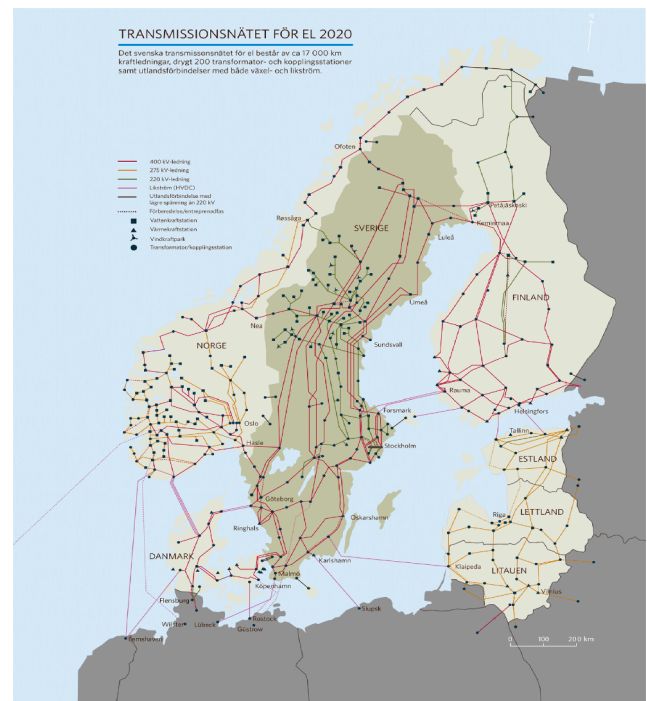 TRANSMISSIONSNÄTET FÖR EL 2020
Det svenska transmissonsnätet för el består av ca 17 000 km
kraftledningar, drygt 200 transformator- och kopplingsstationer
samt utlandsförbindelser med både växel- och likström.
400 kV-ledning
275 kV-ledning
220 kV-ledning
Likström (HVDC)
Utlandsförbindelse med
lägre spänning än 220 kV
Förberedelse/entreprenadfas
Vattenkraftstation
Värmekraftstation
Vindkraftpark
Transformator/kopplingsstation
Ofoten
Petäjäskoski
Røssåga
Keminmaa
SVERIGE
Luleå
FINLAND
Umeå
Nea
NORGE
Sundsvall
Rauma
Forsmark
Helsingfors
Oslo
Tallinn
Hasle
Stockholm
ESTLAND
Göteborg
LETTLAND
Riga
Oskarshamn
Ringhals
DANMARK
Karlshamn
Klaipeda
LITAUEN
Malmö
Köpenhamn
Vilnius
Flensburg
Slupsk
Wilster
Lübeck
Rostock
Güstrow
Eemshaven
0 100 200 km